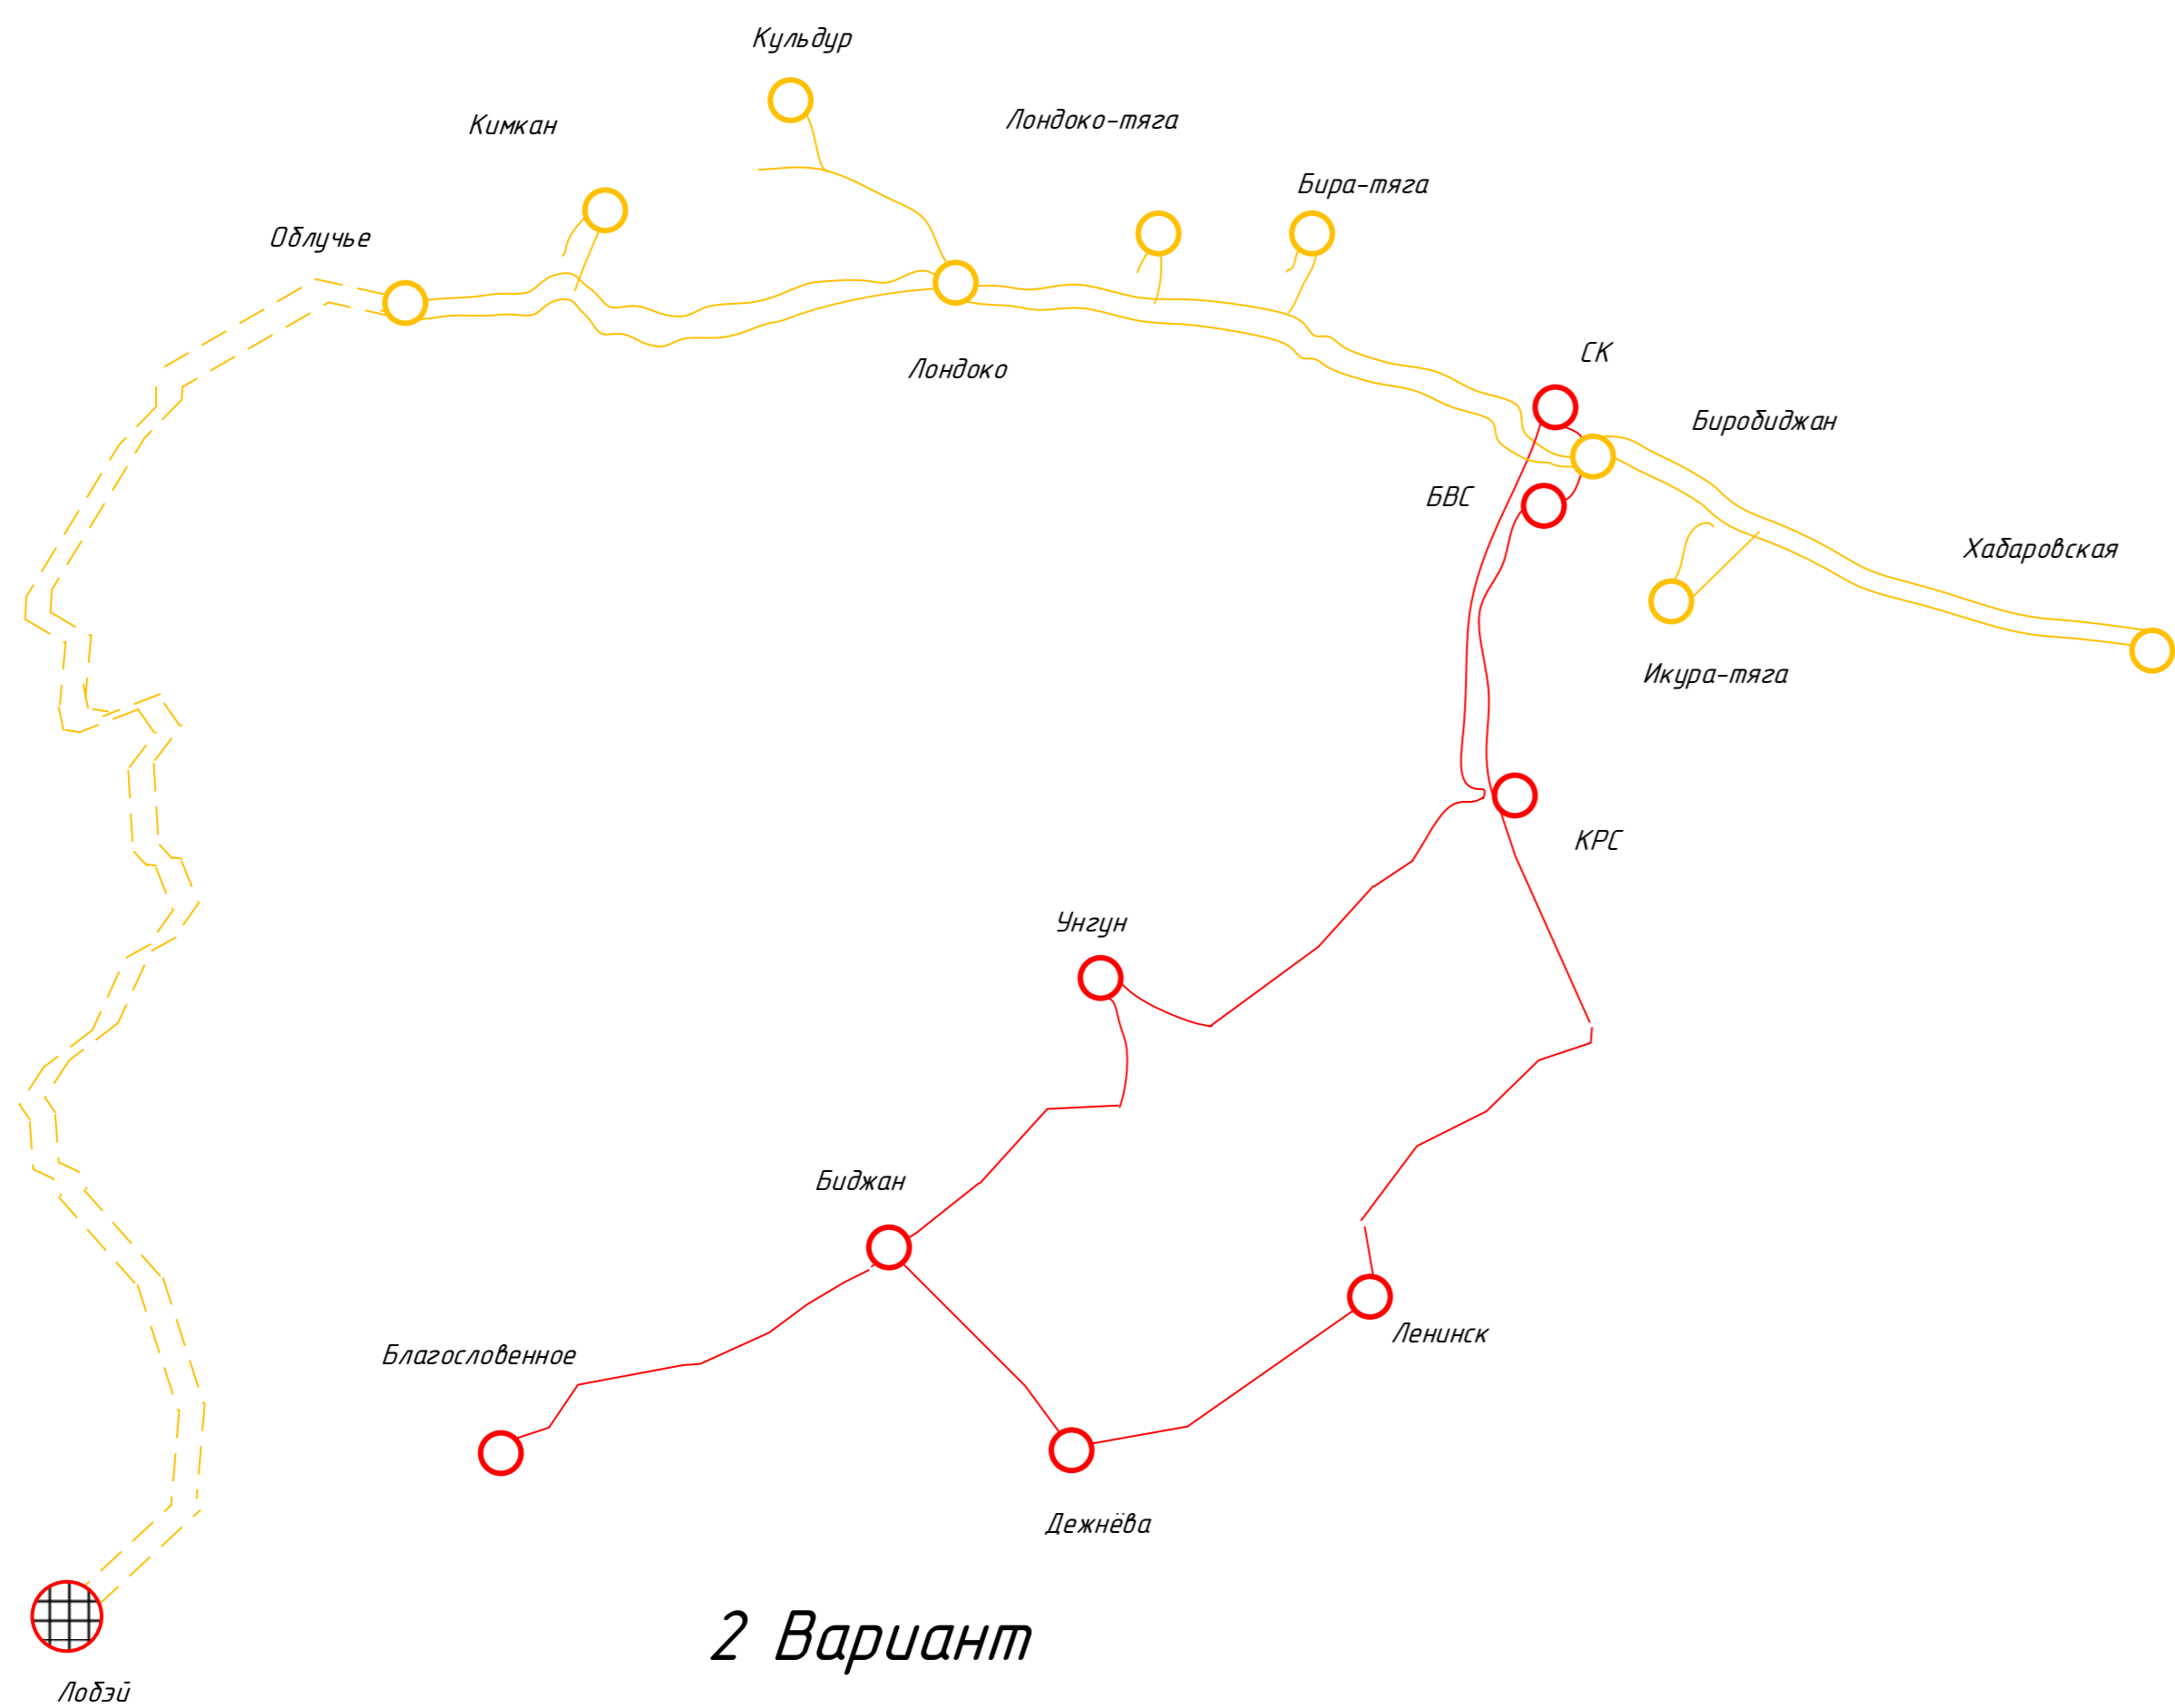 Кульдур
Лондоко-тяга
Кимкан
Бира-тяга
Облучье
СК
Лондоко
Биробиджан
БВС
Хабаровская
Икура-тяга
КРС
Унгун
Биджан
Ленинск
Благословенное
Дежнёва
2 Вариант
Лобэй